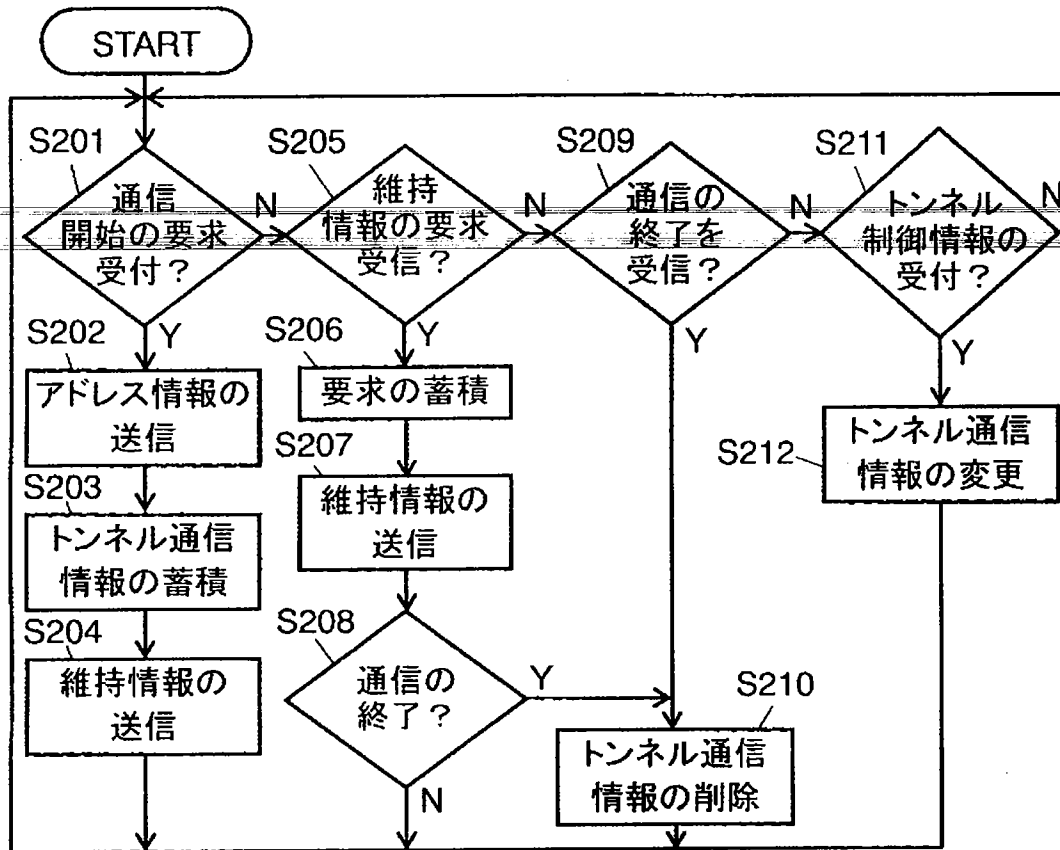 START
S201
通信
開始の要求
受付？
N
Y
S205
維持
情報の要求
受信？
N
Y
S209
通信の
終了を
受信？
N
Y
S211
トンネル
制御情報の
受付？
N
Y
S202
アドレス情報の
送信
S203
トンネル通信
情報の蓄積
S204
維持情報の
送信
S206
要求の蓄積
S207
維持情報の
送信
S208
通信の
終了？
Y
N
S210
トンネル通信
情報の削除
S212
トンネル通信
情報の変更